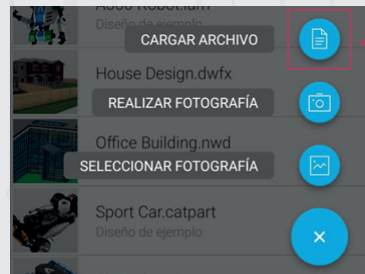 A360 Robot.iam
Diseño de ejemplo
CARGAR ARCHIVO
House Design.dwfx
REALIZAR FOTOGRAFÍA
Office Building.nwd
SELECCIONAR FOTOGRAFÍA
Sport Car.catpart
Diseño de ejemplo